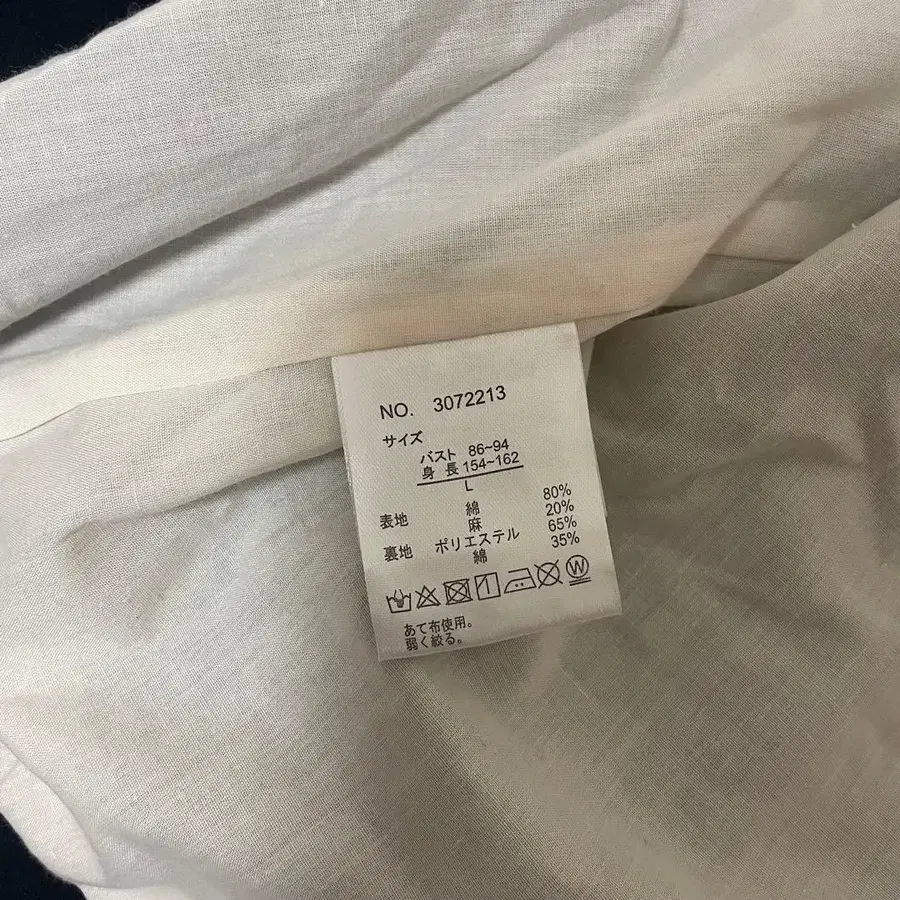 NO. 3072213
サイズ
バスト 86~94
身 長 154~162
L
表地 綿 80%
麻 20%
裏地 ポリエステル 65%
綿 35%
W
あて布使用。
弱く絞る。